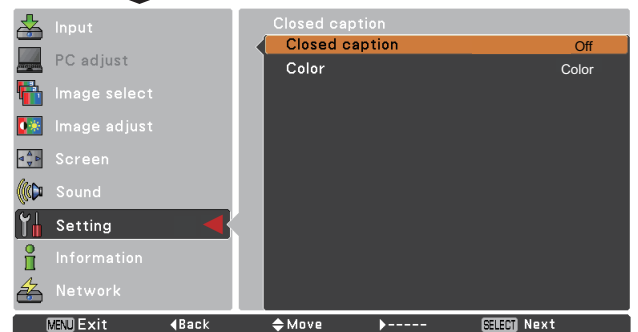 Input
PC adjust
Image select
Image adjust
Screen
Sound
Setting
Information
Network
Closed caption
Closed caption Off
Color Color
MENU Exit Back Move ----- SELECT Next